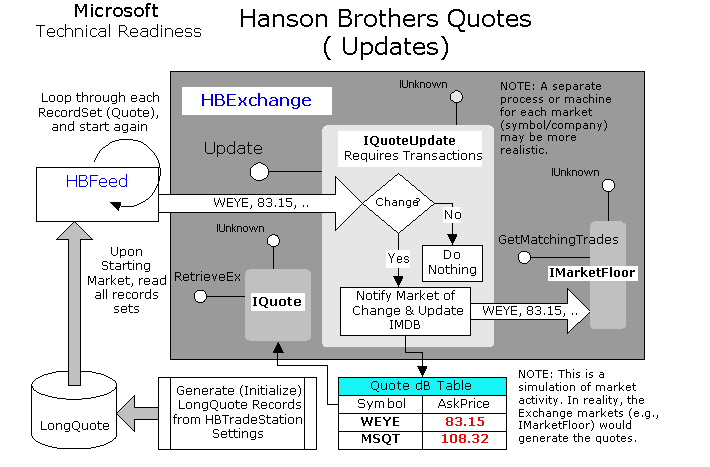 Microsoft
Technical Readiness
Hanson Brothers Quotes
( Updates)
Loop through each
RecordSet (Quote),
and start again
HBExchange
IUnknown
NOTE: A separate
process or machine
for each market
(symbol/company)
may be more
realistic.
Update
IQuoteUpdate
Requires Transactions
HBFeed
WEYE, 83.15, ..
Change?
No
Yes
Do
Nothing
IUnknown
GetMatchingTrades
IMarketFloor
Upon
Starting
Market, read
all records
sets
IUnknown
RetrieveEx
IQuote
Notify Market of
Change & Update
IMDB
WEYE, 83.15, ..
LongQuote
Generate (Initialize)
LongQuote Records
from HBTradeStation
Settings
Quote dB Table
Symbol AskPrice
WEYE 83.15
MSQT 108.32
NOTE: This is a
simulation of market
activity. In reality, the
Exchange markets (e.g.,
IMarketFloor) would
generate the quotes.